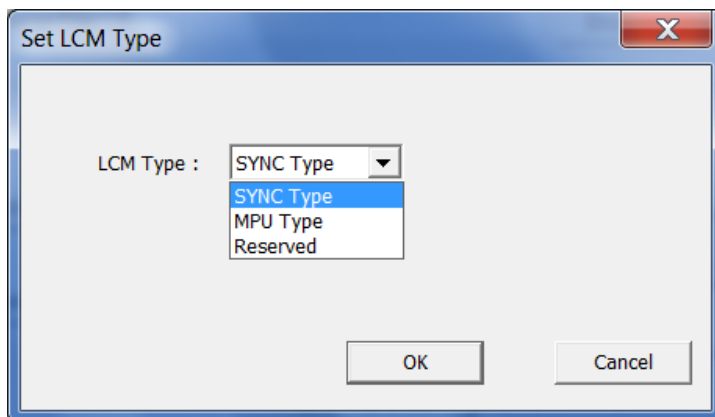 Set LCM Type
LCM Type : SYNC Type
SYNC Type
MPU Type
Reserved
OK Cancel